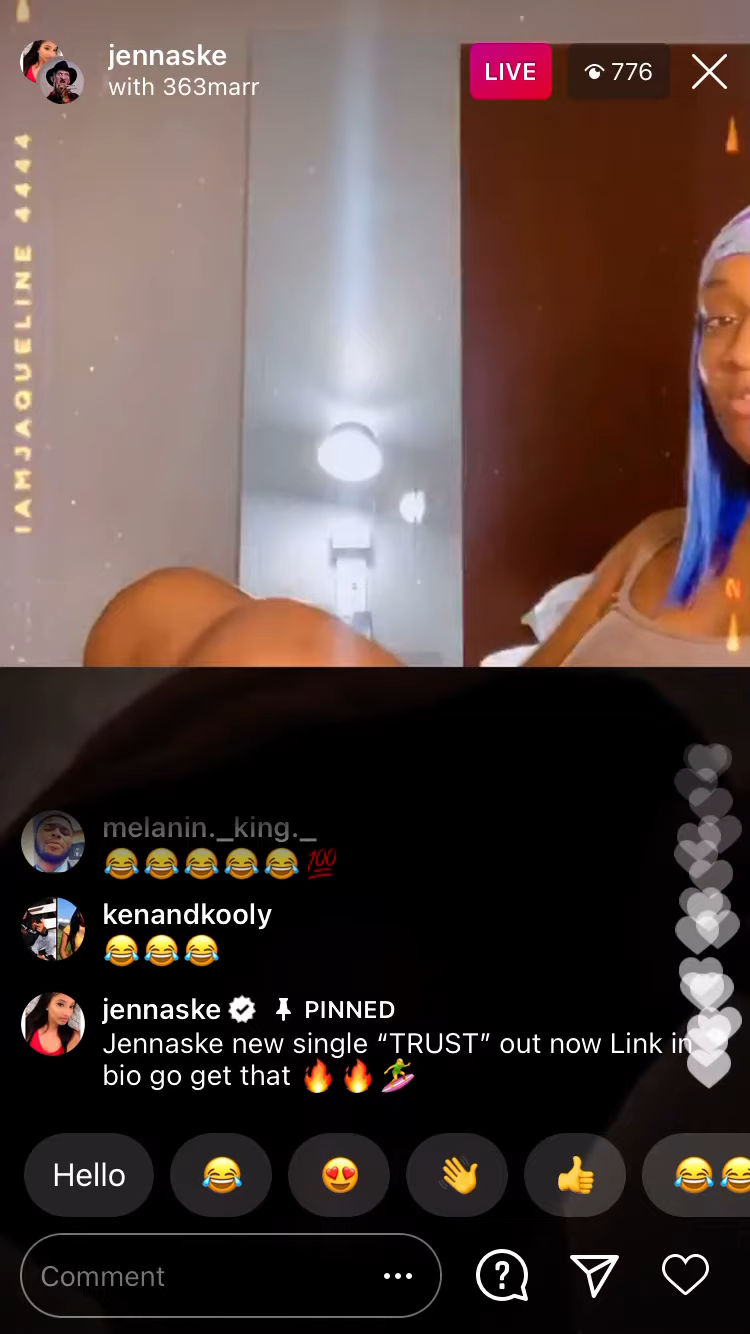 jennaske
with 363marr
LIVE
776
IAMJAQUELINE 4444
N
melanin._king._
😂😂😂😂😂💯
kenandkooly
😂😂😂
jennaske PINNED
Jennaske new single “TRUST” out now Link in
bio go get that 🔥🔥🏄
Hello 😂 😍 👋 👍 😂😂
Comment